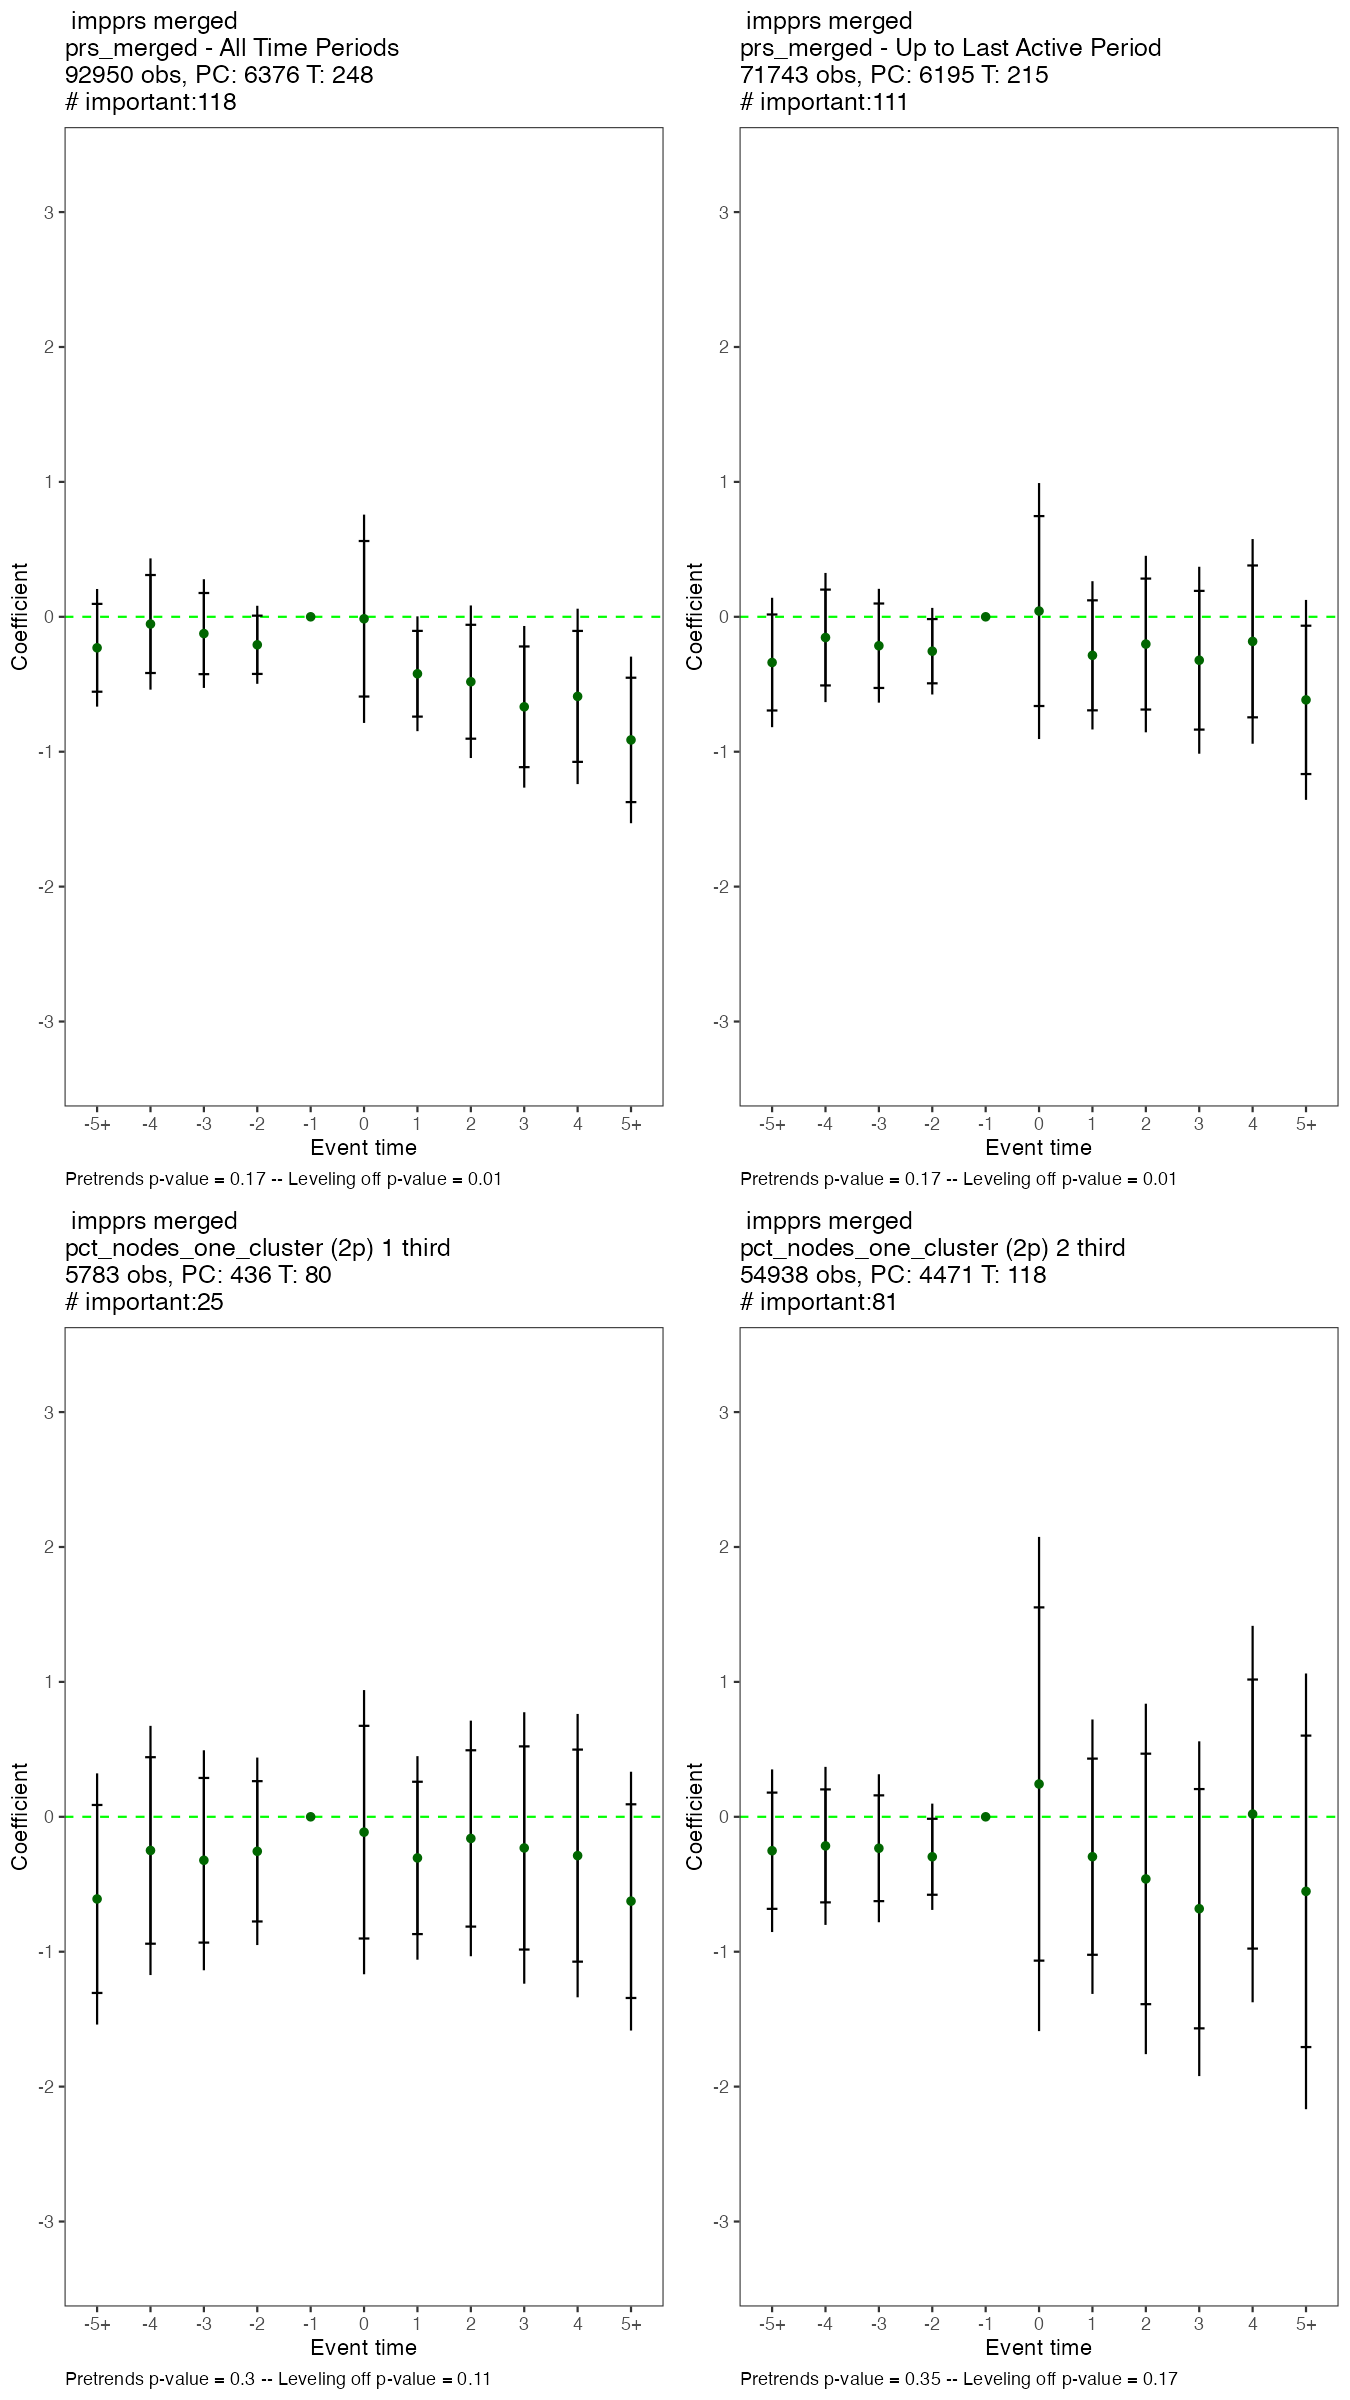 impprs merged
prs_merged - All Time Periods
92950 obs, PC: 6376 T: 248
# important:118
3
2
1
0
-1
-2
-3
Coefficient
-5+ -4 -3 -2 -1 0 1 2 3 4 5+
Event time
Pretrends p-value = 0.17 -- Leveling off p-value = 0.01
impprs merged
prs_merged - Up to Last Active Period
71743 obs, PC: 6195 T: 215
# important:111
3
2
1
0
-1
-2
-3
Coefficient
-5+ -4 -3 -2 -1 0 1 2 3 4 5+
Event time
Pretrends p-value = 0.17 -- Leveling off p-value = 0.01
impprs merged
pct_nodes_one_cluster (2p) 1 third
5783 obs, PC: 436 T: 80
# important:25
3
2
1
0
-1
-2
-3
Coefficient
-5+ -4 -3 -2 -1 0 1 2 3 4 5+
Event time
Pretrends p-value = 0.3 -- Leveling off p-value = 0.11
impprs merged
pct_nodes_one_cluster (2p) 2 third
54938 obs, PC: 4471 T: 118
# important:81
3
2
1
0
-1
-2
-3
Coefficient
-5+ -4 -3 -2 -1 0 1 2 3 4 5+
Event time
Pretrends p-value = 0.35 -- Leveling off p-value = 0.17